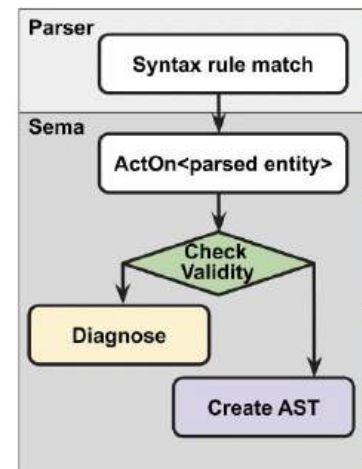 Parser
Syntax rule match
Sema
ActOn<parsed entity>
Check
Validity
Diagnose
Create AST